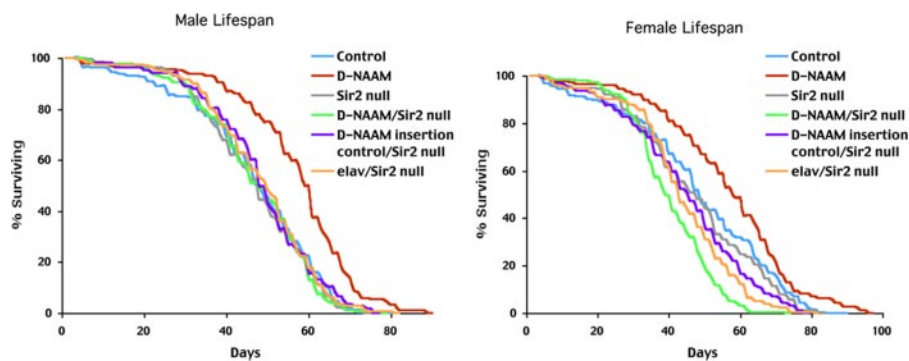 Male Lifespan
100
80
60
40
20
0
% Surviving
0 20 40 60 80
Days
Control
D-NAAM
Sir2 null
D-NAAM/Sir2 null
D-NAAM insertion
control/Sir2 null
elav/Sir2 null
Female Lifespan
100
80
60
40
20
0
% Surviving
0 20 40 60 80 100
Days
Control
D-NAAM
Sir2 null
D-NAAM/Sir2 null
D-NAAM insertion
control/Sir2 null
elav/Sir2 null